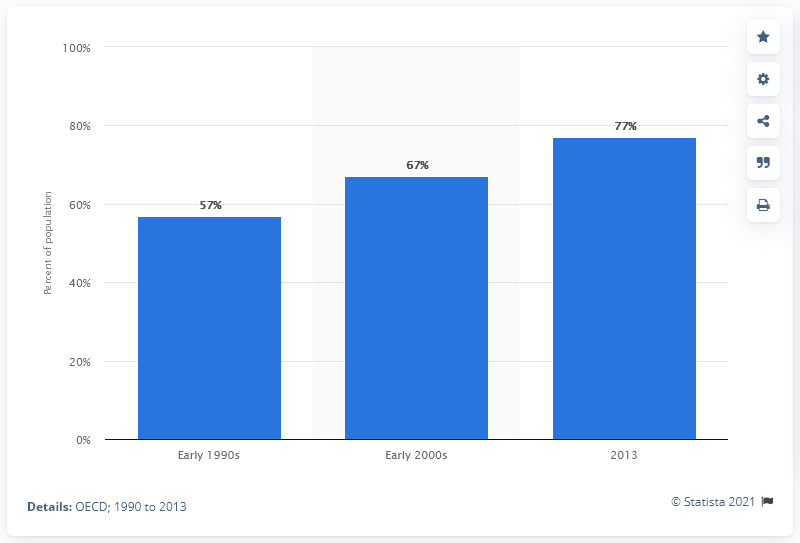 100%
80%
60%
40%
20%
0%
Percent of population
57%
67%
77%
Early 1990s
Early 2000s
2013
Details: OECD; 1990 to 2013
© Statista 2021